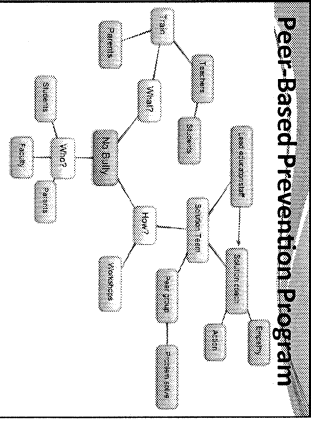 Peer-Based Prevention Program
Lead educator/staff
Solution coach
Empathy
Action
Teachers
Students
Solution Team
Train
Parents
What?
How?
Peer group
Problem solve
No Bully
Workshops
Students
Who?
Faculty
Parents